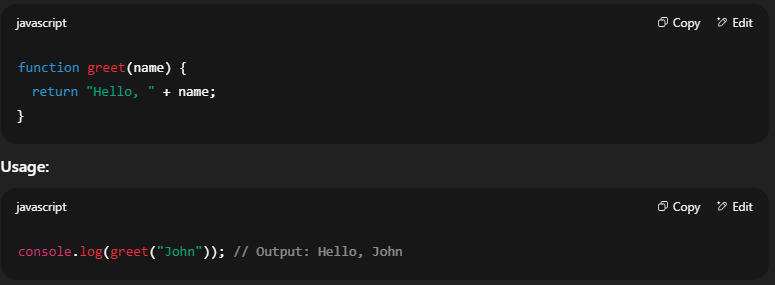 javascript Copy Edit
function greet(name) {
  return "Hello, " + name;
}
Usage:
javascript Copy Edit
console.log(greet("John")); // Output: Hello, John